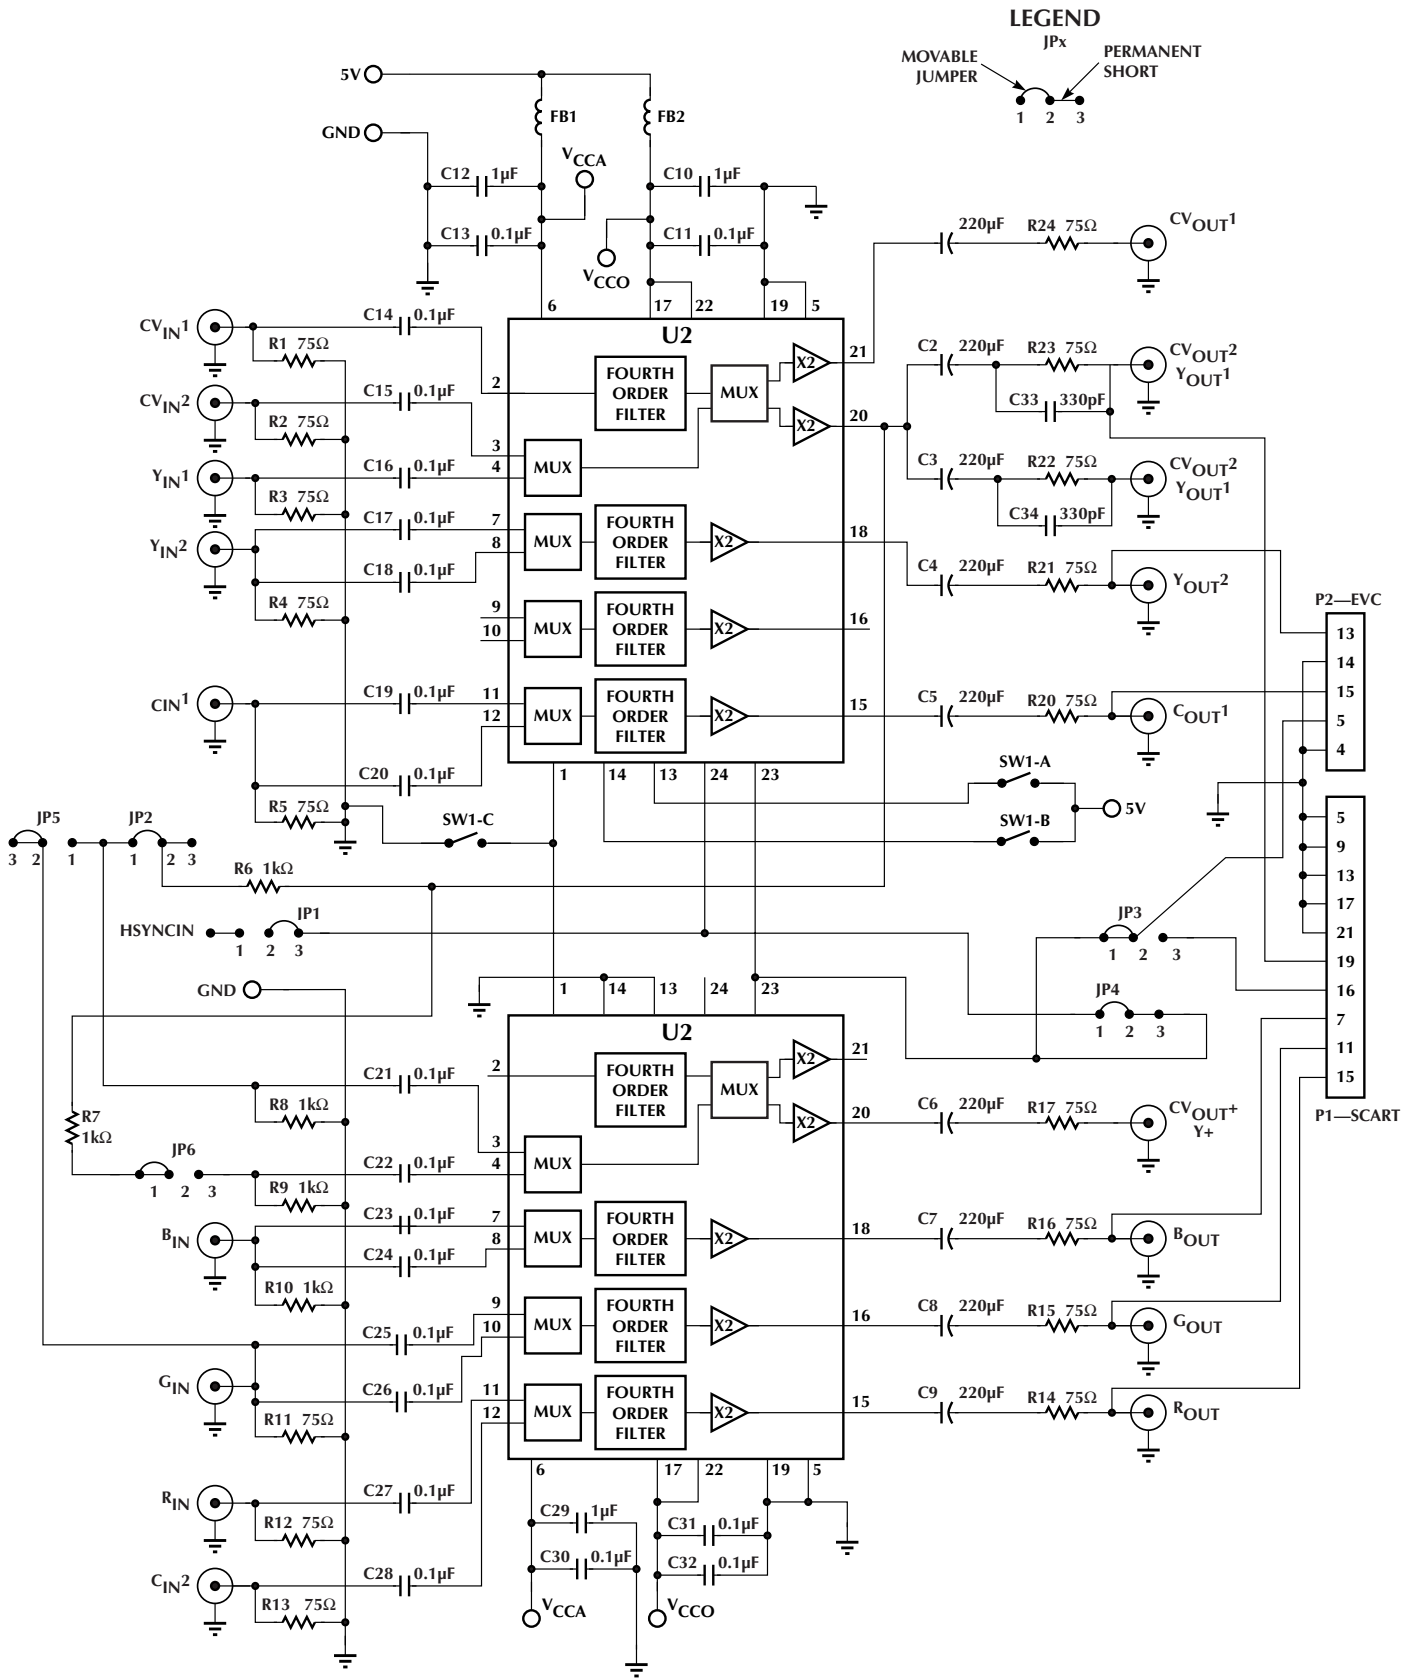 LEGEND
JPx
MOVABLE JUMPER
PERMANENT SHORT
1 2 3
5V
GND
FB1
FB2
VCCA
C12 1µF
C10 1µF
C13 0.1µF
C11 0.1µF
VCCO
6 17 22 19 5
U2
220µF R24 75Ω CVOUT1
CVIN1 R1 75Ω C14 0.1µF
CVIN2 R2 75Ω C15 0.1µF
YIN1 R3 75Ω C16 0.1µF
YIN2 R4 75Ω C17 0.1µF
C18 0.1µF
CIN1 R5 75Ω C19 0.1µF
C20 0.1µF
2
FOURTH ORDER FILTER
MUX
X2
21
X2
20
3
4
MUX
7
8
MUX
FOURTH ORDER FILTER
X2
18
9
10
MUX
FOURTH ORDER FILTER
X2
16
11
12
MUX
FOURTH ORDER FILTER
X2
15
C2 220µF R23 75Ω
C33 330pF
CVOUT2
YOUT1
C3 220µF R22 75Ω
C34 330pF
CVOUT2
YOUT1
C4 220µF R21 75Ω YOUT2
C5 220µF R20 75Ω COUT1
P2—EVC
13
14
15
5
4
1 14 13 24 23
SW1-A
SW1-B
5V
SW1-C
JP5
3 2 1
JP2
1 2 3
R6 1kΩ
HSYNCIN
JP1
1 2 3
JP3
1 2 3
JP4
1 2 3
5
9
13
17
21
19
16
7
11
15
P1—SCART
GND
1 14 13 24 23
U2
2
FOURTH ORDER FILTER
MUX
X2
21
X2
20
3
4
MUX
7
8
MUX
FOURTH ORDER FILTER
X2
18
9
10
MUX
FOURTH ORDER FILTER
X2
16
11
12
MUX
FOURTH ORDER FILTER
X2
15
C21 0.1µF
R8 1kΩ
R7 1kΩ
JP6
1 2 3
C22 0.1µF
R9 1kΩ
BIN
C23 0.1µF
C24 0.1µF
R10 1kΩ
C25 0.1µF
GIN
C26 0.1µF
R11 75Ω
RIN
C27 0.1µF
R12 75Ω
CIN2
C28 0.1µF
R13 75Ω
C6 220µF R17 75Ω
CVOUT+
Y+
C7 220µF R16 75Ω BOUT
C8 220µF R15 75Ω GOUT
C9 220µF R14 75Ω ROUT
6 17 22 19 5
C29 1µF
C31 0.1µF
C30 0.1µF
C32 0.1µF
VCCA
VCCO